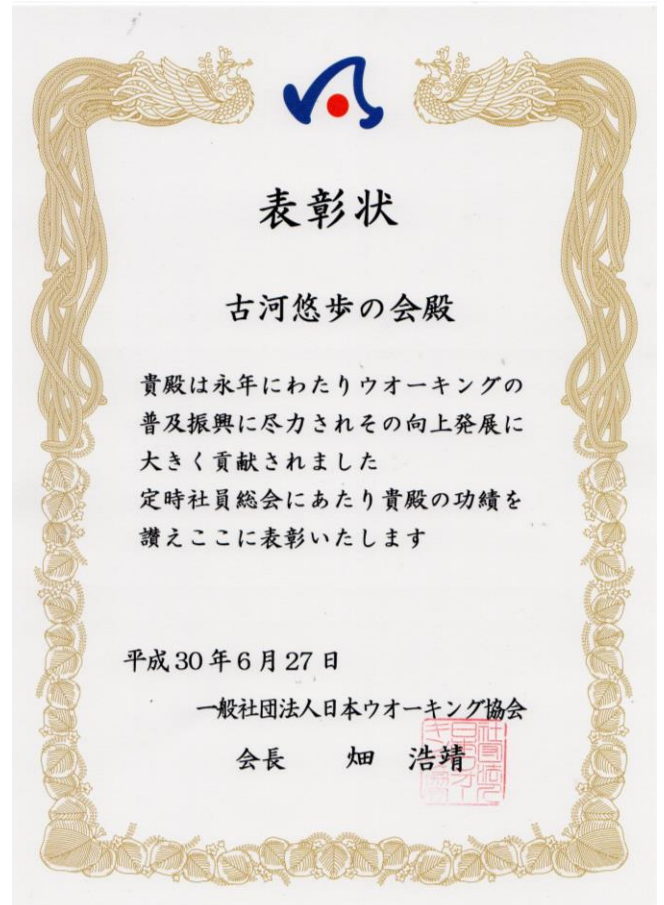 表彰状
古河悠歩の会殿
貴殿は永年にわたりウオーキングの
普及振興に尽力されその向上発展に
大きく貢献されました
定時社員総会にあたり貴殿の功績を
讃えここに表彰いたします
平成30年6月27日
一般社団法人日本ウオーキング協会
会長 畑 浩靖